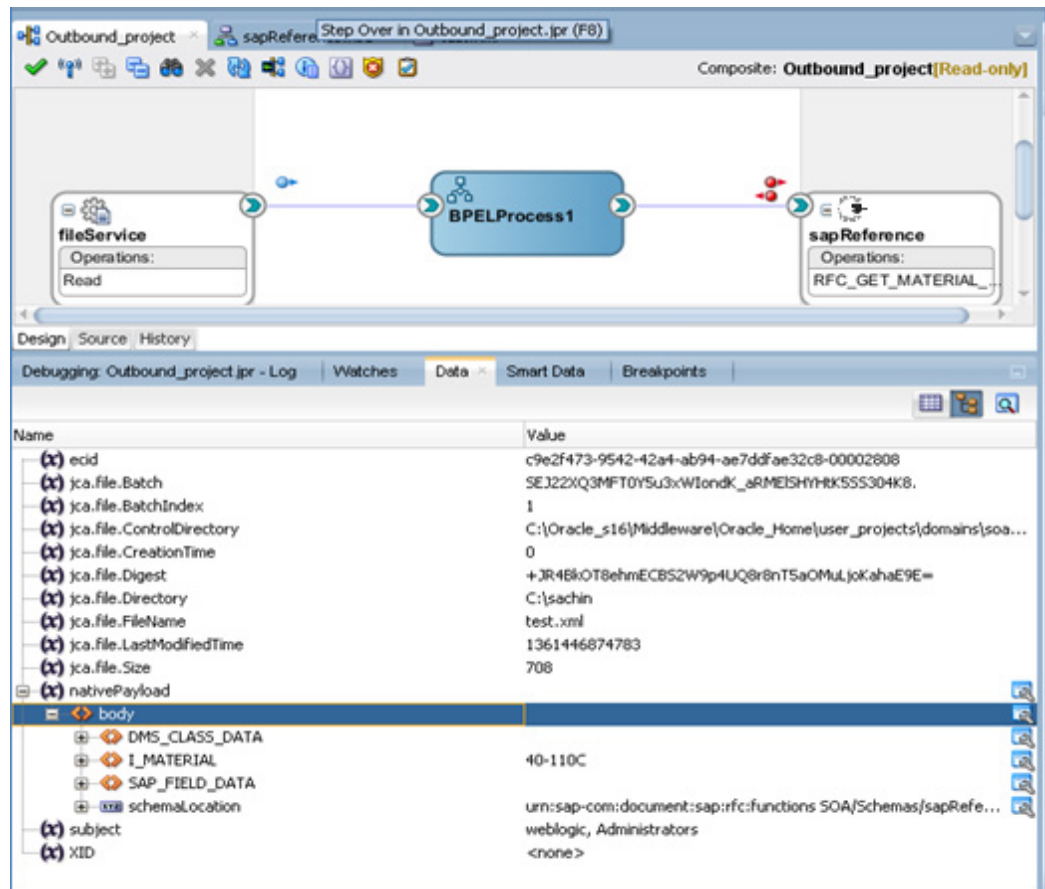 Outbound_project
sapRefere
Step Over in Outbound_project.jpr (F8)
Composite: Outbound_project[Read-only]
fileService
Operations:
Read
BPELProcess1
sapReference
Operations:
RFC_GET_MATERIAL_...
Design Source History
Debugging: Outbound_project.jpr - Log Watches Data Smart Data Breakpoints
Name Value
(x) ecid c9e2f473-9542-42a4-ab94-ae7ddfae32c8-00002808
(x) jca.file.Batch
(x) jca.file.BatchIndex 1
(x) jca.file.ControlDirectory C:\Oracle_s16\Middleware\Oracle_Home\user_projects\domains\soa...
(x) jca.file.CreationTime 0
(x) jca.file.Digest
(x) jca.file.Directory C:\sachin
(x) jca.file.FileName test.xml
(x) jca.file.LastModifiedTime 1361446874783
(x) jca.file.Size 708
(x) nativePayload
body
DMS_CLASS_DATA
I_MATERIAL 40-110C
SAP_FIELD_DATA
schemaLocation urn:sap-com:document:sap:rfc:functions SOA/Schemas/sapRefe...
(x) subject weblogic, Administrators
(x) XID <none>